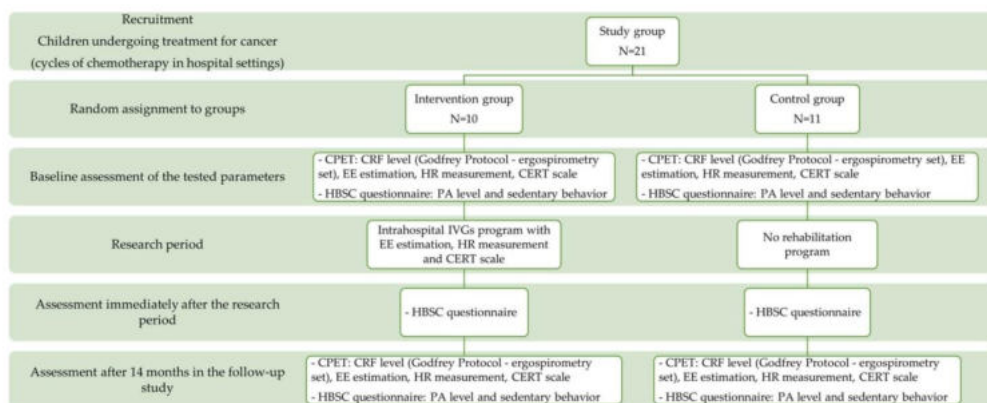 Recruitment
Children undergoing treatment for cancer
(cycles of chemotherapy in hospital settings)
Study group
N=21
Random assignment to groups
Intervention group
N=10
Control group
N=11
Baseline assessment of the tested parameters
- CPET: CRF level (Godfrey Protocol - ergospirometry
set), EE estimation, HR measurement, CERT scale
- HBSC questionnaire: PA level and sedentary behavior
- CPET: CRF level (Godfrey Protocol - ergospirometry set), EE
estimation, HR measurement, CERT scale
- HBSC questionnaire: PA level and sedentary behavior
Research period
Intrahospital IVGs program with
EE estimation, HR measurement
and CERT scale
No rehabilitation
program
Assessment immediately after the research
period
- HBSC questionnaire
- HBSC questionnaire
Assessment after 14 months in the follow-up
study
- CPET: CRF level (Godfrey Protocol - ergospirometry
set), EE estimation, HR measurement, CERT scale
- HBSC questionnaire: PA level and sedentary behavior
- CPET: CRF level (Godfrey Protocol - ergospirometry
set), EE estimation, HR measurement, CERT scale
- HBSC questionnaire: PA level and sedentary behavior